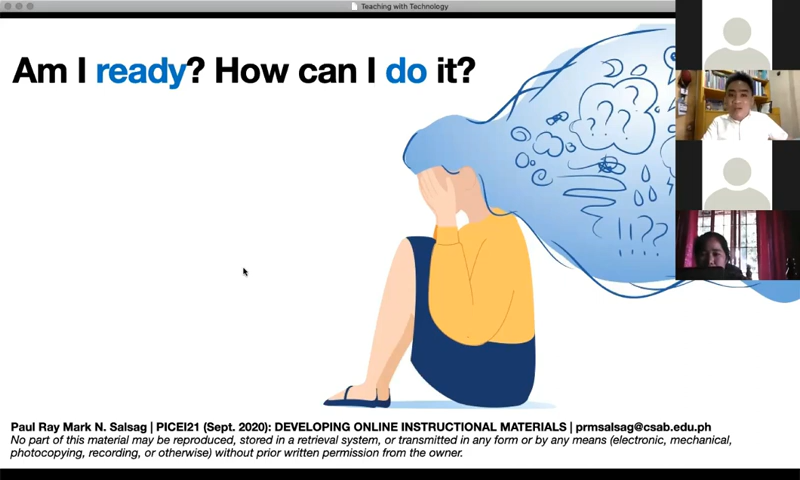 Teaching with Technology
Am I ready? How can I do it?
???
!!??
Paul Ray Mark N. Salsag | PICEI21 (Sept. 2020): DEVELOPING ONLINE INSTRUCTIONAL MATERIALS | prmsalsag@csab.edu.ph
No part of this material may be reproduced, stored in a retrieval system, or transmitted in any form or by any means (electronic, mechanical,
photocopying, recording, or otherwise) without prior written permission from the owner.